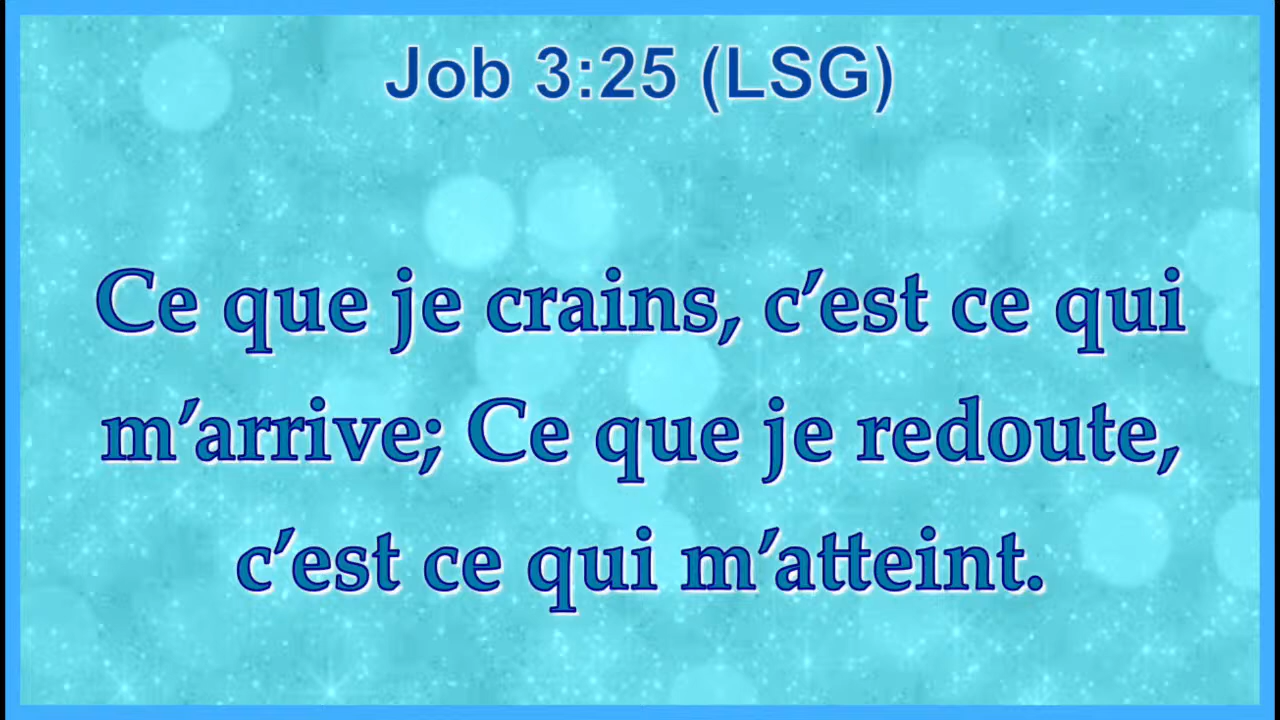 Job 3:25 (LSG)
Ce que je crains, c’est ce qui
m’arrive; Ce que je redoute,
c’est ce qui m’atteint.